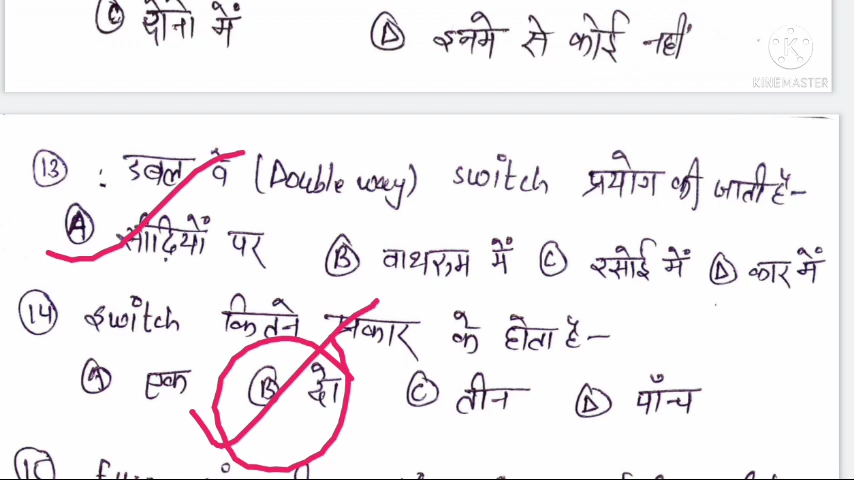 Ⓒ दोनो में Ⓓ इनमे से कोई नहीं
KINEMASTER
⑬ : डबल वे (Double way) switch प्रयोग की जाती है-
Ⓐ सीढ़ियों पर Ⓑ वाथरुम में Ⓒ रसोई में Ⓓ कार में
⑭ switch कितने प्रकार के होता है-
Ⓐ एक Ⓑ दो Ⓒ तीन Ⓓ पाँच